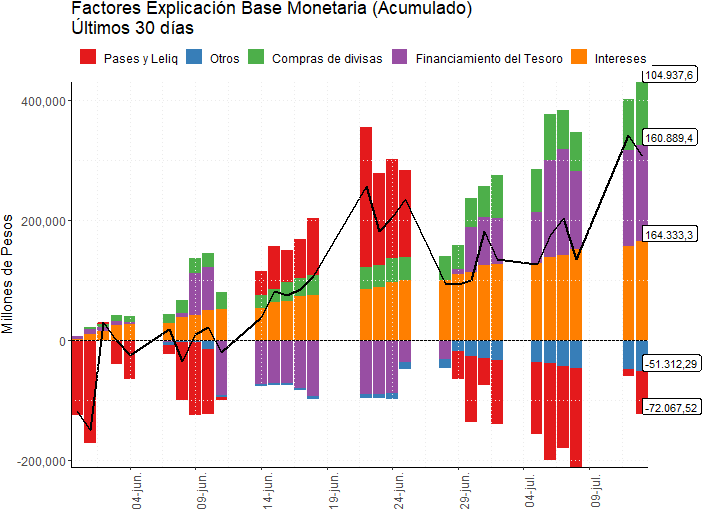 Factores Explicación Base Monetaria (Acumulado)
Últimos 30 días
Pases y Leliq
Otros
Compras de divisas
Financiamiento del Tesoro
Intereses
Millones de Pesos
400,000
200,000
0
-200,000
104.937,6
160.889,4
164.333,3
-51.312,29
-72.067,52
04-jun.
09-jun.
14-jun.
19-jun.
24-jun.
29-jun.
04-jul.
09-jul.